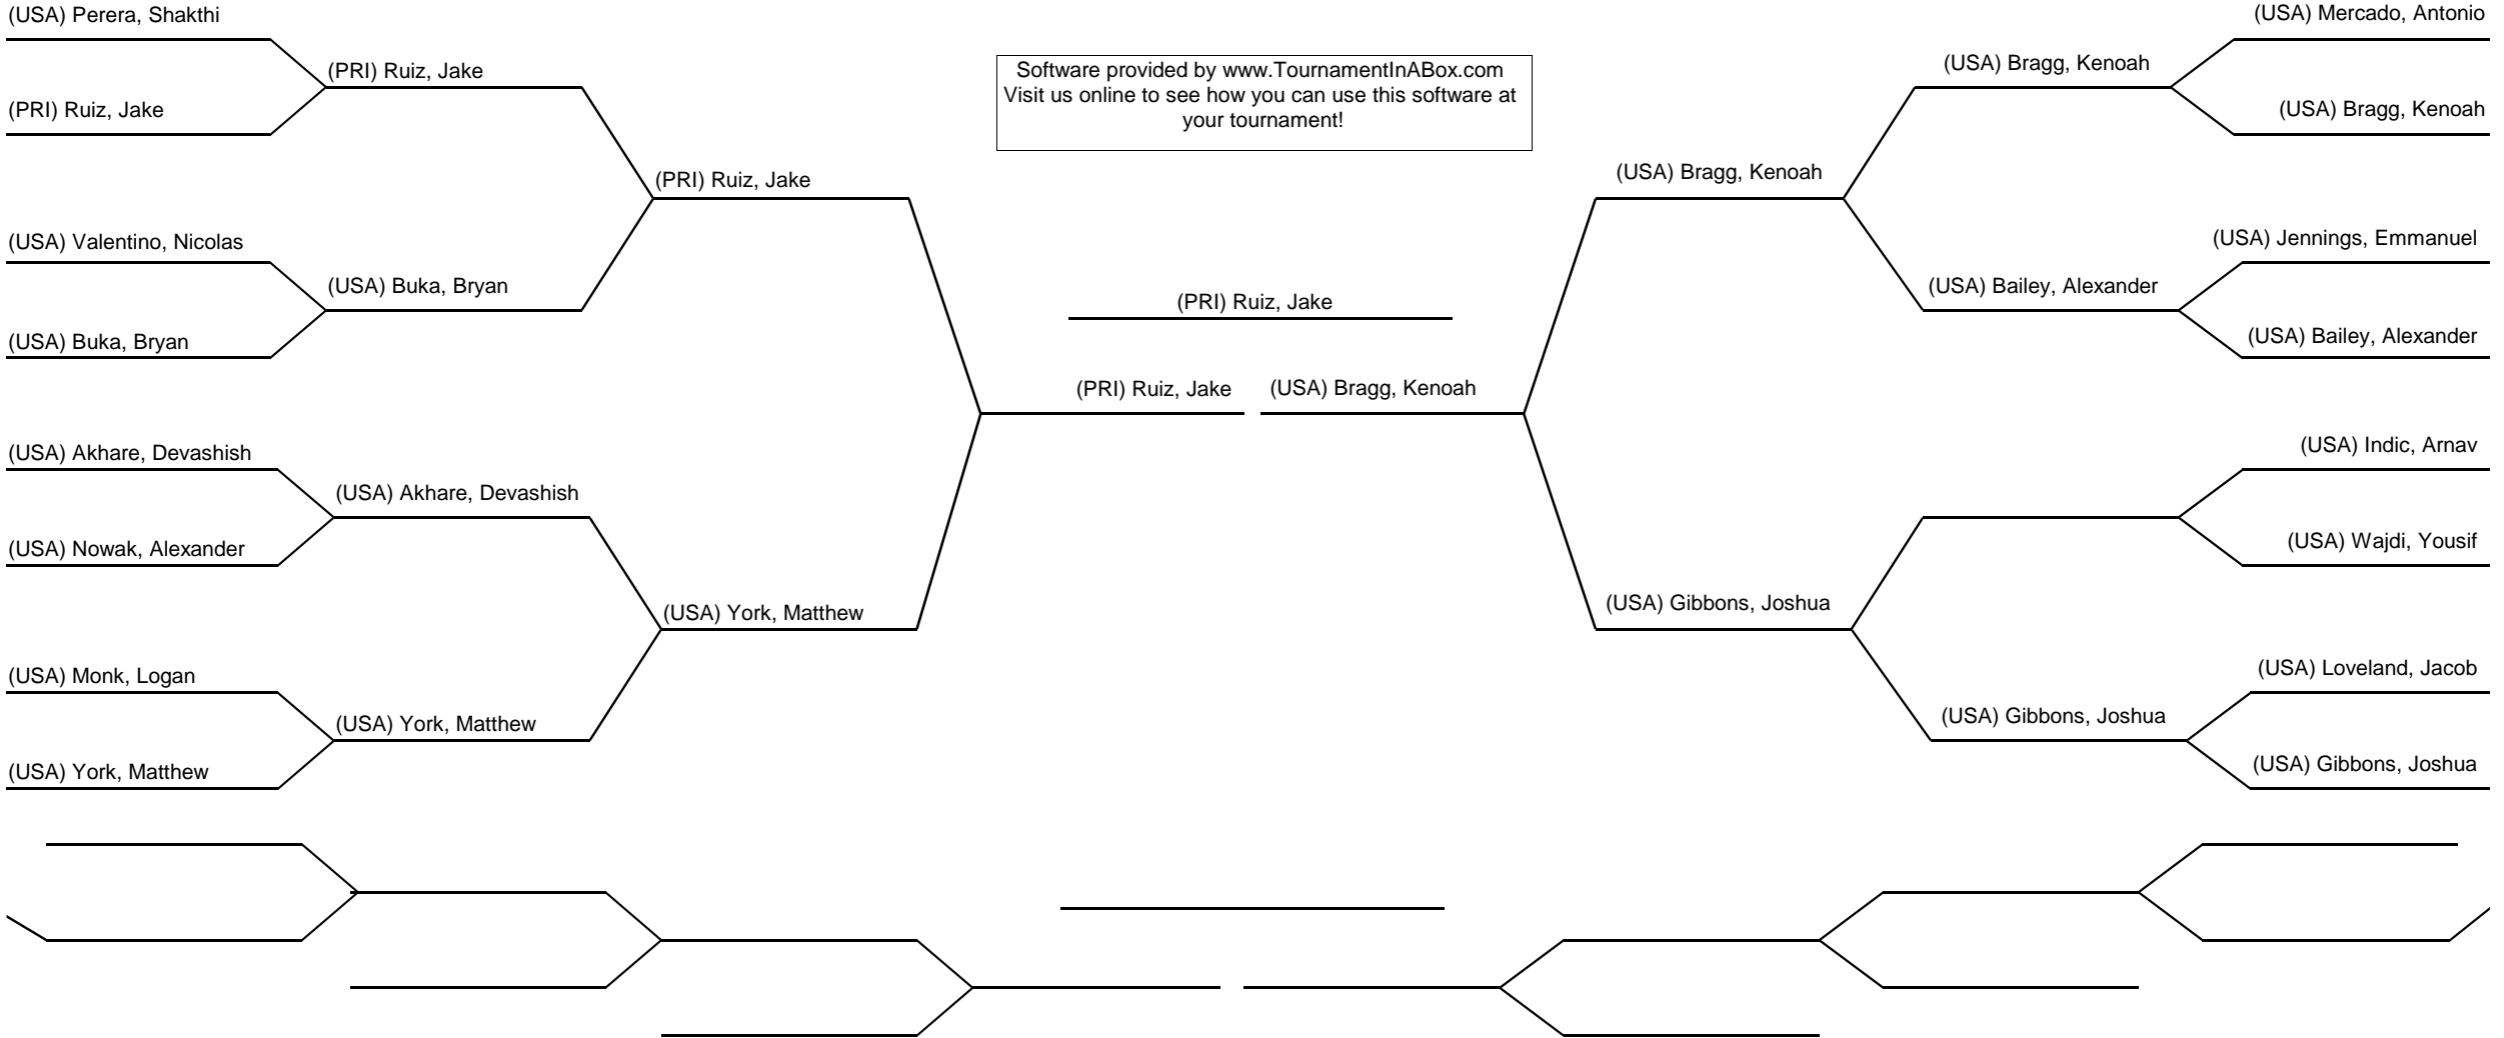 (USA) Perera, Shakthi
(PRI) Ruiz, Jake
(USA) Valentino, Nicolas
(USA) Buka, Bryan
(USA) Akhare, Devashish
(USA) Nowak, Alexander
(USA) Monk, Logan
(USA) York, Matthew
(PRI) Ruiz, Jake
(USA) Buka, Bryan
(USA) Akhare, Devashish
(USA) York, Matthew
(PRI) Ruiz, Jake
(USA) York, Matthew
Software provided by www.TournamentInABox.com
Visit us online to see how you can use this software at
your tournament!
(PRI) Ruiz, Jake
(PRI) Ruiz, Jake
(USA) Bragg, Kenoah
(USA) Bragg, Kenoah
(USA) Gibbons, Joshua
(USA) Bragg, Kenoah
(USA) Bailey, Alexander
(USA) Gibbons, Joshua
(USA) Mercado, Antonio
(USA) Bragg, Kenoah
(USA) Jennings, Emmanuel
(USA) Bailey, Alexander
(USA) Indic, Arnav
(USA) Wajdi, Yousif
(USA) Loveland, Jacob
(USA) Gibbons, Joshua